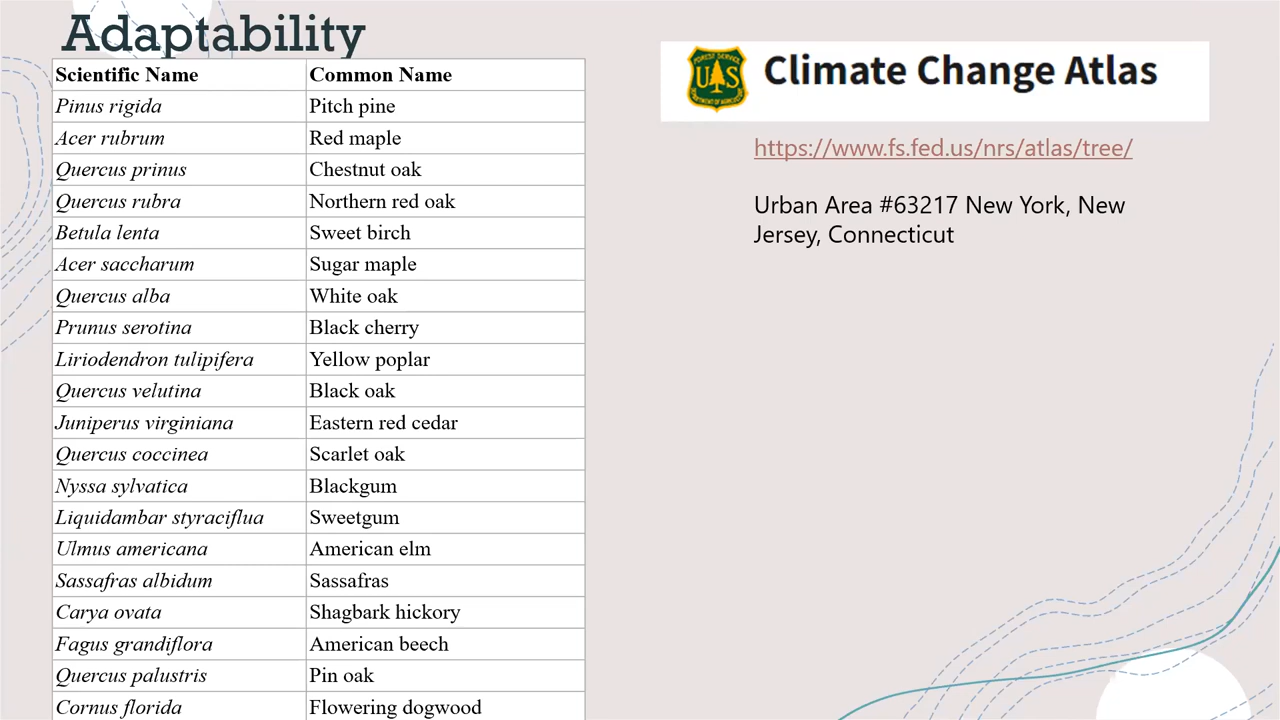 Adaptability
Scientific Name Common Name
Pinus rigida Pitch pine
Acer rubrum Red maple
Quercus prinus Chestnut oak
Quercus rubra Northern red oak
Betula lenta Sweet birch
Acer saccharum Sugar maple
Quercus alba White oak
Prunus serotina Black cherry
Liriodendron tulipifera Yellow poplar
Quercus velutina Black oak
Juniperus virginiana Eastern red cedar
Quercus coccinea Scarlet oak
Nyssa sylvatica Blackgum
Liquidambar styraciflua Sweetgum
Ulmus americana American elm
Sassafras albidum Sassafras
Carya ovata Shagbark hickory
Fagus grandiflora American beech
Quercus palustris Pin oak
Cornus florida Flowering dogwood
FOREST SERVICE
U S
DEPARTMENT OF AGRICULTURE
Climate Change Atlas
https://www.fs.fed.us/nrs/atlas/tree/
Urban Area #63217 New York, New
Jersey, Connecticut